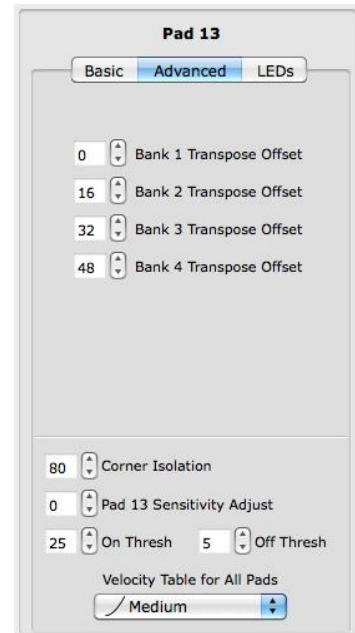 Pad 13
Basic Advanced LEDs
0 Bank 1 Transpose Offset
16 Bank 2 Transpose Offset
32 Bank 3 Transpose Offset
48 Bank 4 Transpose Offset
80 Corner Isolation
0 Pad 13 Sensitivity Adjust
25 On Thresh 5 Off Thresh
Velocity Table for All Pads
Medium